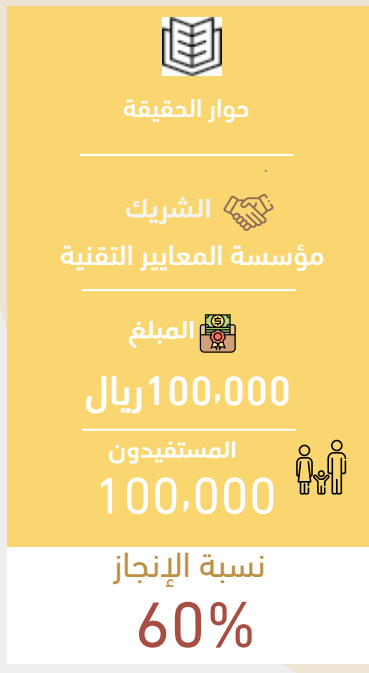 حوار الحقيقة
الشريك
مؤسسة المعايير التقنية
المبلغ
100,000ريال
المستفيدون
100,000
نسبة الإنجاز
60%